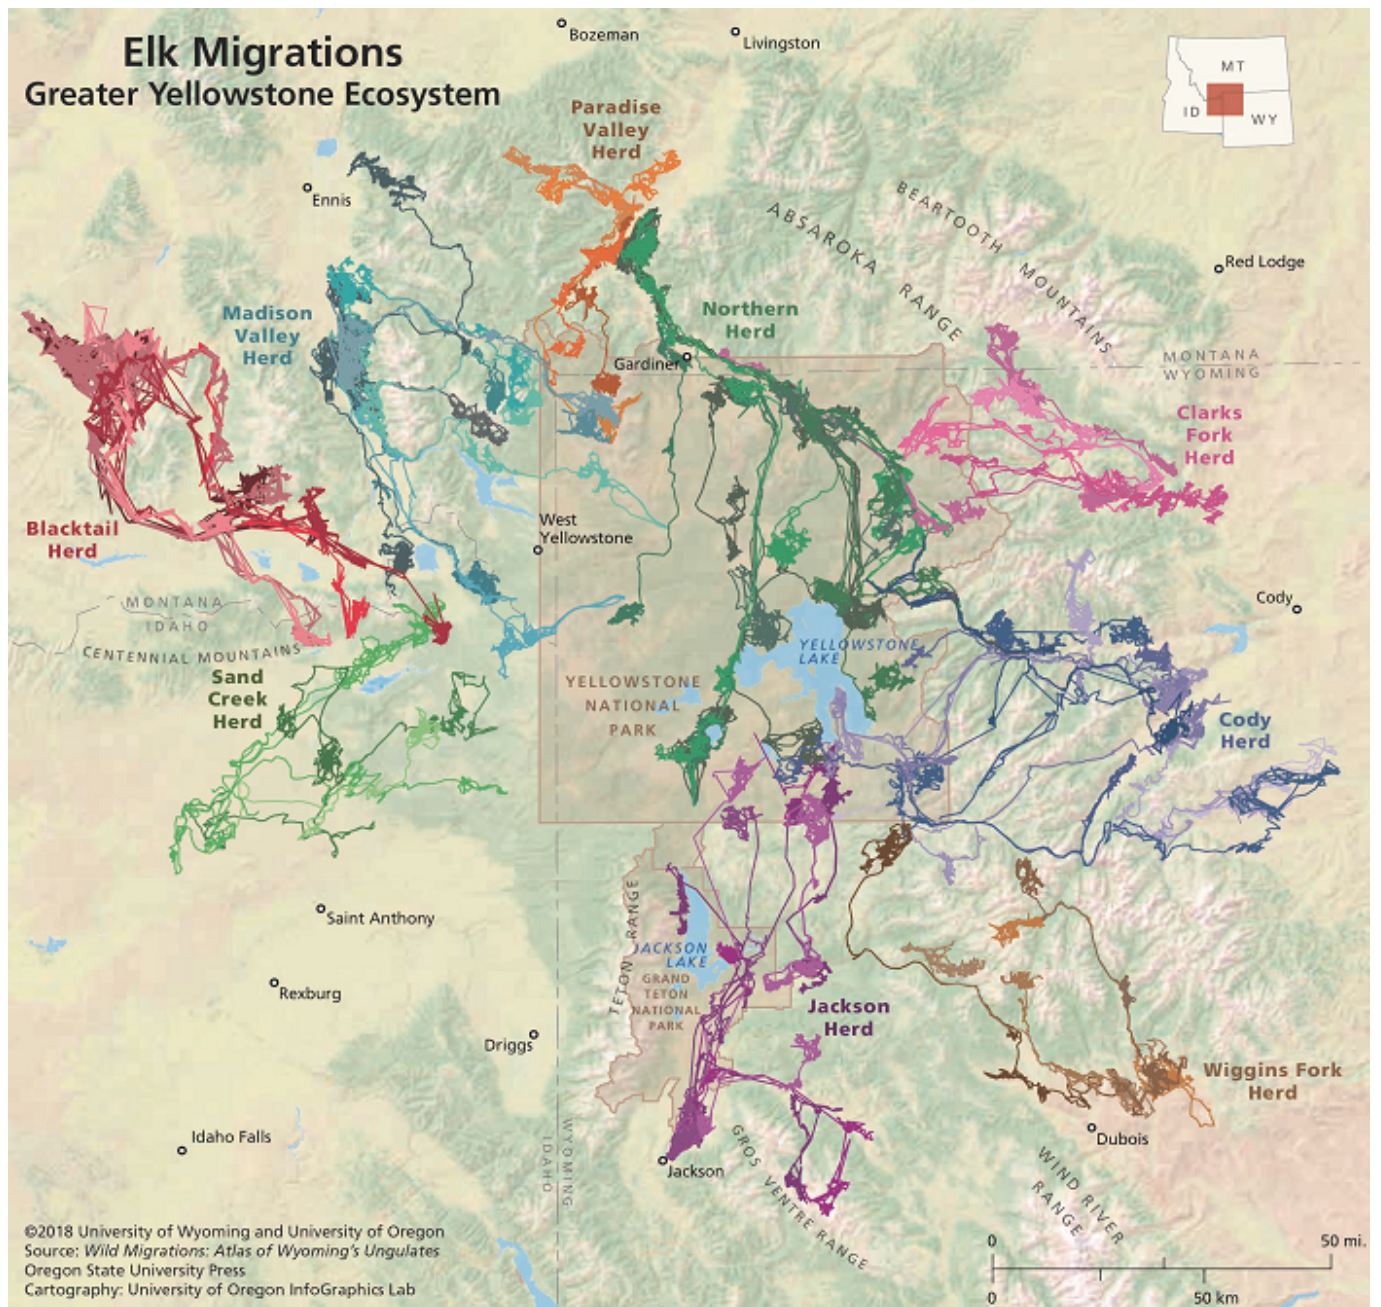 Elk Migrations
Greater Yellowstone Ecosystem
Bozeman
Livingston
MT
ID
WY
Paradise
Valley
Herd
Ennis
BEARTOOTH MOUNTAINS
ABSAROKA RANGE
Red Lodge
Madison
Valley
Herd
Northern
Herd
Gardiner
MONTANA
WYOMING
Clarks
Fork
Herd
Blacktail
Herd
West
Yellowstone
MONTANA
IDAHO
CENTENNIAL MOUNTAINS
Cody
YELLOWSTONE
LAKE
Sand
Creek
Herd
YELLOWSTONE
NATIONAL
PARK
Cody
Herd
Saint Anthony
TETON RANGE
JACKSON
LAKE
GRAND
TETON
NATIONAL
PARK
Rexburg
Jackson
Herd
Driggs
Wiggins Fork
Herd
Idaho Falls
WYOMING
IDAHO
Jackson
GROS VENTRE RANGE
Dubois
WIND RIVER
RANGE
©2018 University of Wyoming and University of Oregon
Source: Wild Migrations: Atlas of Wyoming's Ungulates
Oregon State University Press
Cartography: University of Oregon InfoGraphics Lab
0 50 mi.
0 50 km